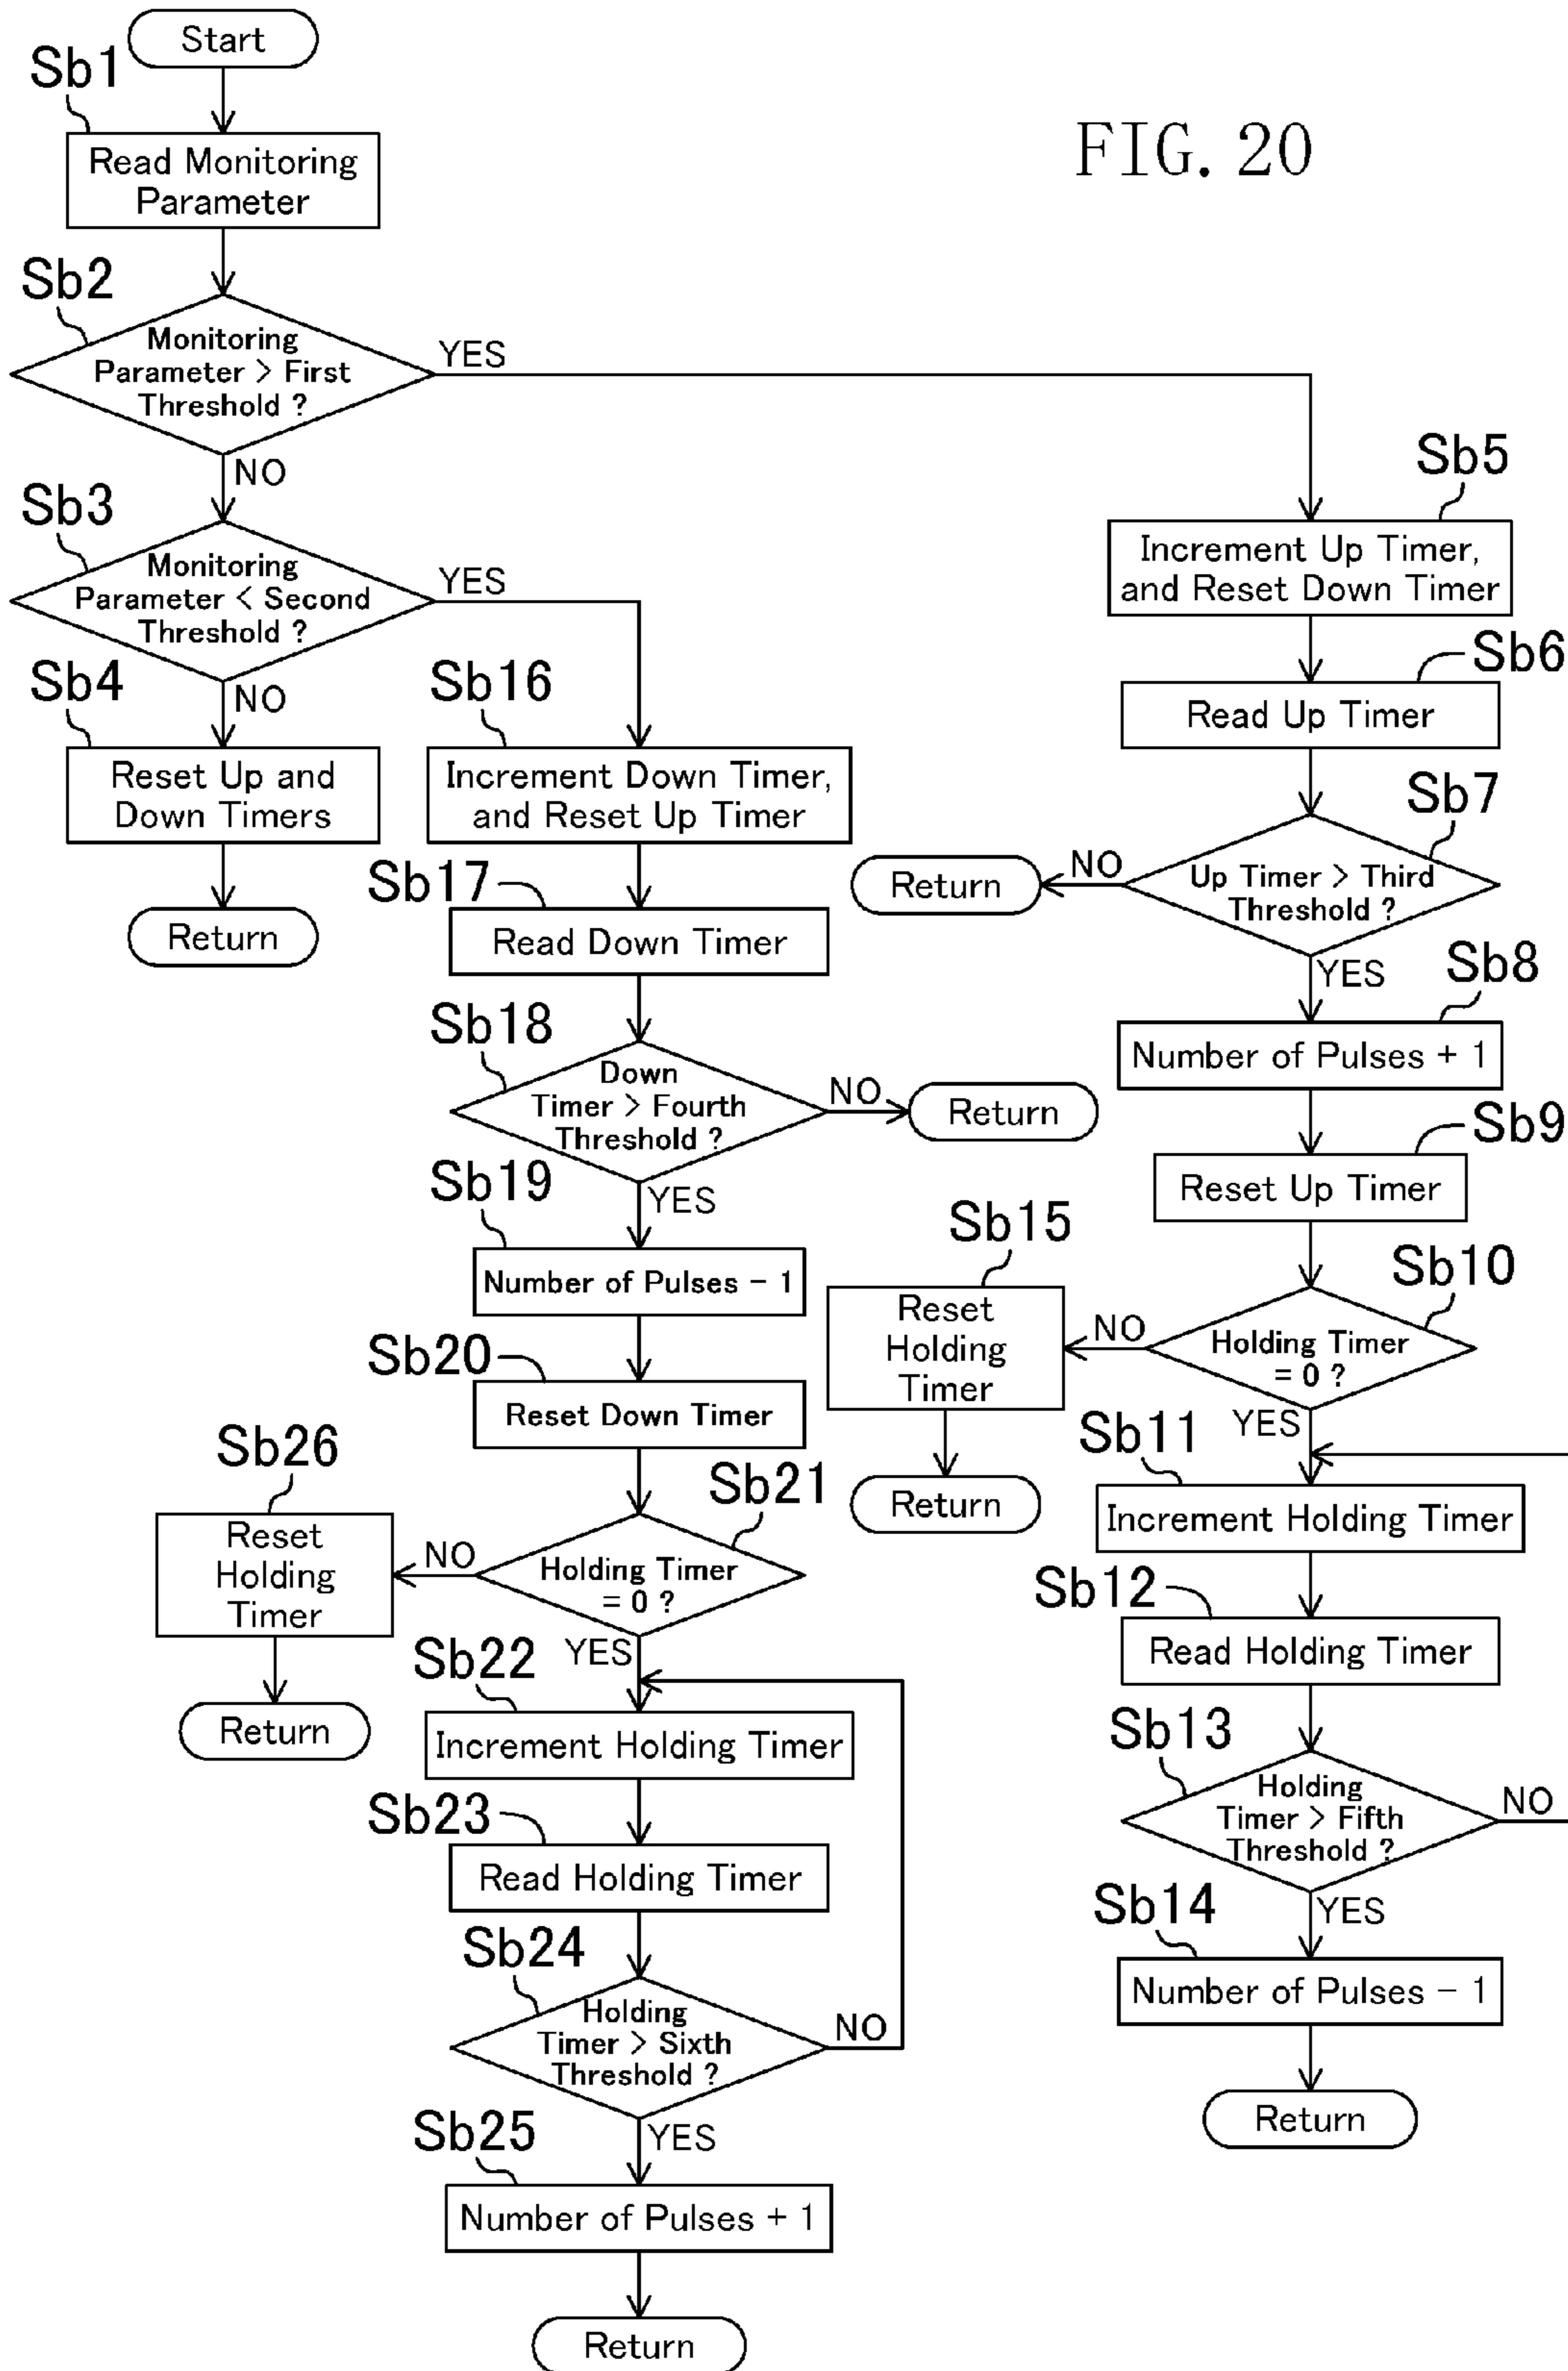 FIG. 20
Start
Sb1
Read Monitoring
Parameter
Sb2
Monitoring
Parameter > First
Threshold ?
YES
NO
Sb3
Monitoring
Parameter < Second
Threshold ?
YES
NO
Sb4
Reset Up and
Down Timers
Return
Sb16
Increment Down Timer,
and Reset Up Timer
Sb17
Read Down Timer
Sb18
Down
Timer > Fourth
Threshold ?
NO
Return
YES
Sb19
Number of Pulses - 1
Sb20
Reset Down Timer
Sb21
Holding Timer
= 0 ?
NO
Sb26
Reset
Holding
Timer
Return
YES
Sb22
Increment Holding Timer
Sb23
Read Holding Timer
Sb24
Holding
Timer > Sixth
Threshold ?
NO
YES
Sb25
Number of Pulses + 1
Return
Sb5
Increment Up Timer,
and Reset Down Timer
Sb6
Read Up Timer
Sb7
Up Timer > Third
Threshold ?
NO
Return
YES
Sb8
Number of Pulses + 1
Sb9
Reset Up Timer
Sb10
Holding Timer
= 0 ?
NO
Sb15
Reset
Holding
Timer
Return
YES
Sb11
Increment Holding Timer
Sb12
Read Holding Timer
Sb13
Holding
Timer > Fifth
Threshold ?
NO
YES
Sb14
Number of Pulses - 1
Return